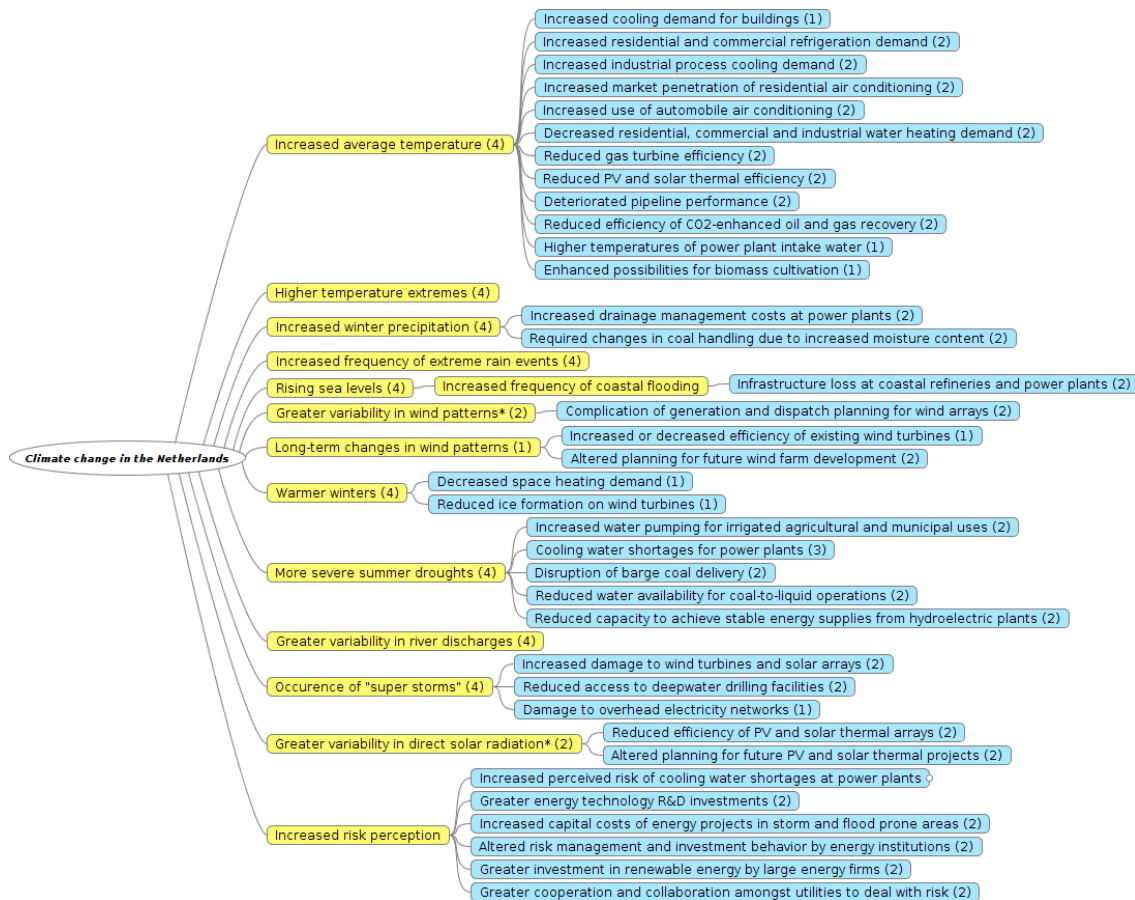 Increased cooling demand for buildings (1)
Increased residential and commercial refrigeration demand (2)
Increased industrial process cooling demand (2)
Increased market penetration of residential air conditioning (2)
Increased use of automobile air conditioning (2)
Increased average temperature (4)
Decreased residential, commercial and industrial water heating demand (2)
Reduced gas turbine efficiency (2)
Reduced PV and solar thermal efficiency (2)
Deteriorated pipeline performance (2)
Reduced efficiency of CO2-enhanced oil and gas recovery (2)
Higher temperatures of power plant intake water (1)
Enhanced possibilities for biomass cultivation (1)
Higher temperature extremes (4)
Increased winter precipitation (4)
Increased drainage management costs at power plants (2)
Required changes in coal handling due to increased moisture content (2)
Increased frequency of extreme rain events (4)
Rising sea levels (4)
Increased frequency of coastal flooding
Infrastructure loss at coastal refineries and power plants (2)
Greater variability in wind patterns* (2)
Complication of generation and dispatch planning for wind arrays (2)
Long-term changes in wind patterns (1)
Increased or decreased efficiency of existing wind turbines (1)
Altered planning for future wind farm development (2)
Climate change in the Netherlands
Warmer winters (4)
Decreased space heating demand (1)
Reduced ice formation on wind turbines (1)
More severe summer droughts (4)
Increased water pumping for irrigated agricultural and municipal uses (2)
Cooling water shortages for power plants (3)
Disruption of barge coal delivery (2)
Reduced water availability for coal-to-liquid operations (2)
Reduced capacity to achieve stable energy supplies from hydroelectric plants (2)
Greater variability in river discharges (4)
Occurence of "super storms" (4)
Increased damage to wind turbines and solar arrays (2)
Reduced access to deepwater drilling facilities (2)
Damage to overhead electricity networks (1)
Greater variability in direct solar radiation* (2)
Reduced efficiency of PV and solar thermal arrays (2)
Altered planning for future PV and solar thermal projects (2)
Increased risk perception
Increased perceived risk of cooling water shortages at power plants
Greater energy technology R&D investments (2)
Increased capital costs of energy projects in storm and flood prone areas (2)
Altered risk management and investment behavior by energy institutions (2)
Greater investment in renewable energy by large energy firms (2)
Greater cooperation and collaboration amongst utilities to deal with risk (2)